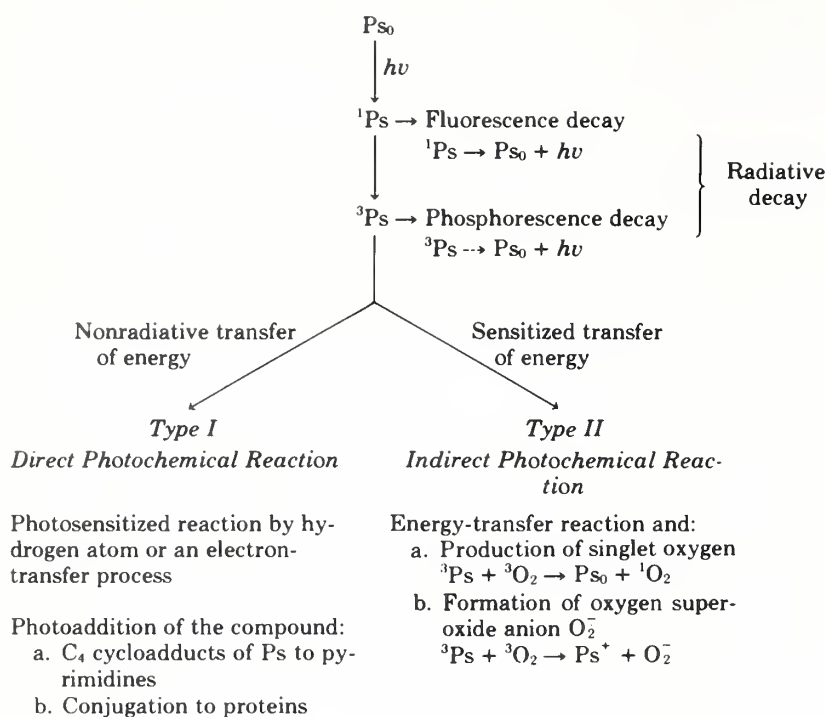 Ps₀
hν
¹Ps → Fluorescence decay
¹Ps → Ps₀ + hν
Radiative
decay
³Ps → Phosphorescence decay
³Ps ⇢ Ps₀ + hν
Nonradiative transfer
of energy
Sensitized transfer
of energy
Type I
Direct Photochemical Reaction
Type II
Indirect Photochemical Reac-
tion
Photosensitized reaction by hy-
drogen atom or an electron-
transfer process
Photoaddition of the compound:
a. C₄ cycloadducts of Ps to py-
rimidines
b. Conjugation to proteins
Energy-transfer reaction and:
a. Production of singlet oxygen
³Ps + ³O₂ → Ps₀ + ¹O₂
b. Formation of oxygen super-
oxide anion O₂⁻
³Ps + ³O₂ → Ps⁺ + O₂⁻